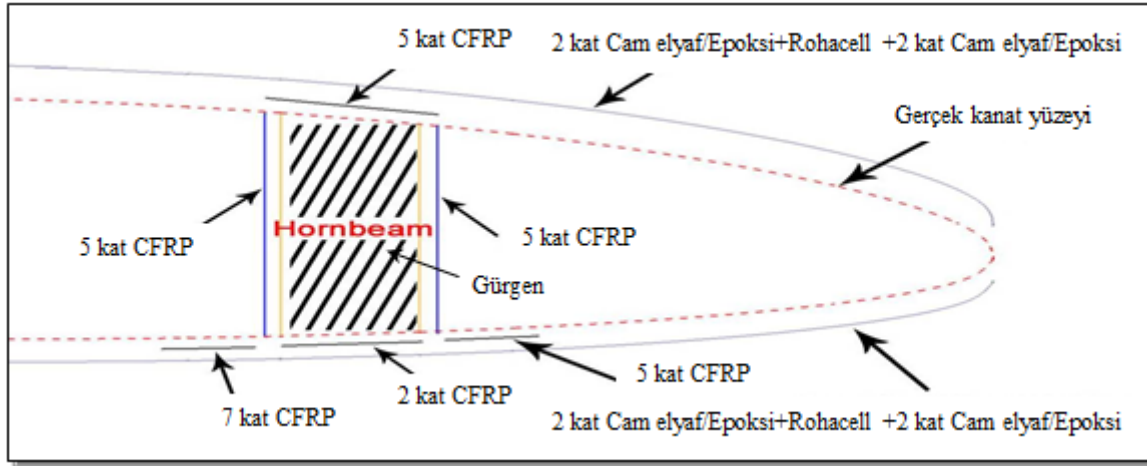 5 kat CFRP
2 kat Cam elyaf/Epoksi+Rohacell +2 kat Cam elyaf/Epoksi
Gerçek kanat yüzeyi
5 kat CFRP
Hornbeam
5 kat CFRP
Gürgen
7 kat CFRP
2 kat CFRP
5 kat CFRP
2 kat Cam elyaf/Epoksi+Rohacell +2 kat Cam elyaf/Epoksi